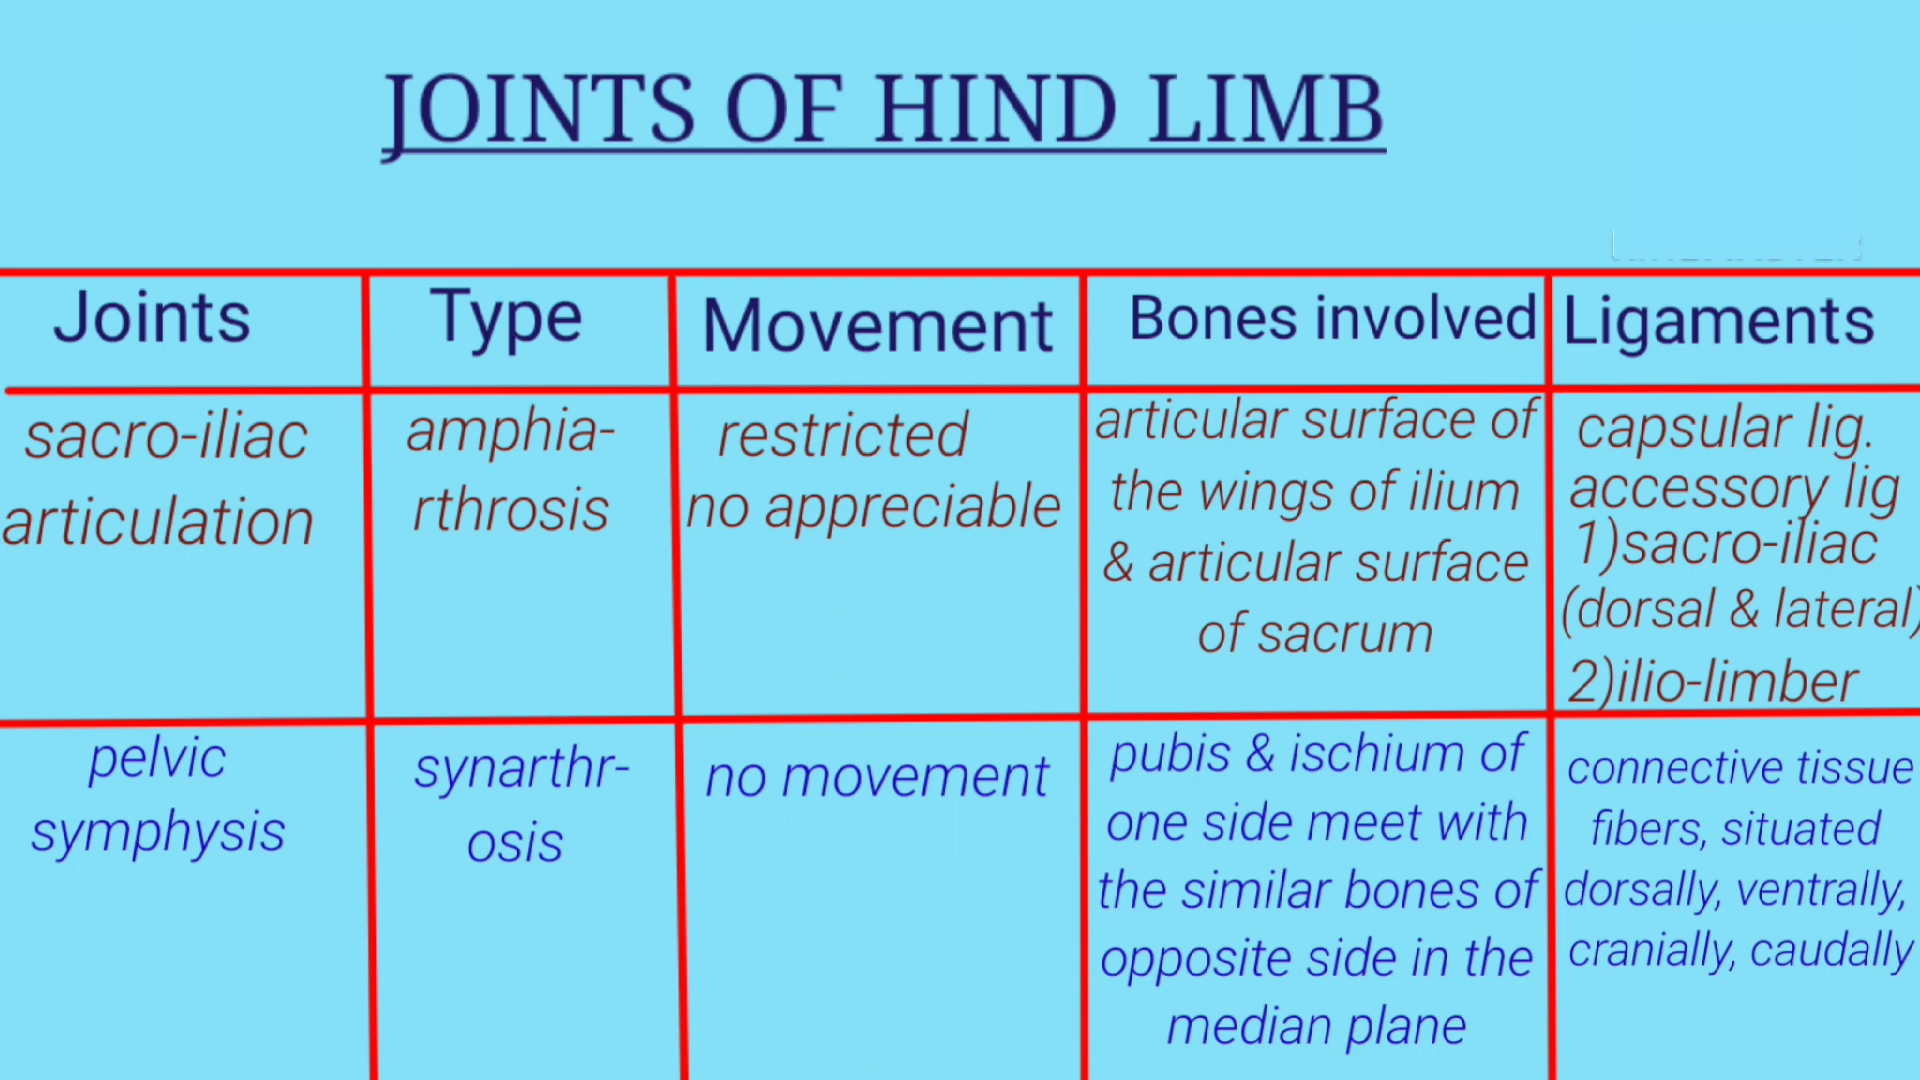 JOINTS OF HIND LIMB
Joints
Type
Movement
Bones involved
Ligaments
sacro-iliac
articulation
amphia-
rthrosis
restricted
no appreciable
articular surface of
the wings of ilium
& articular surface
of sacrum
capsular lig.
accessory lig
1)sacro-iliac
(dorsal & lateral)
2)ilio-limber
pelvic
symphysis
synarthr-
osis
no movement
pubis & ischium of
one side meet with
the similar bones of
opposite side in the
median plane
connective tissue
fibers, situated
dorsally, ventrally,
cranially, caudally